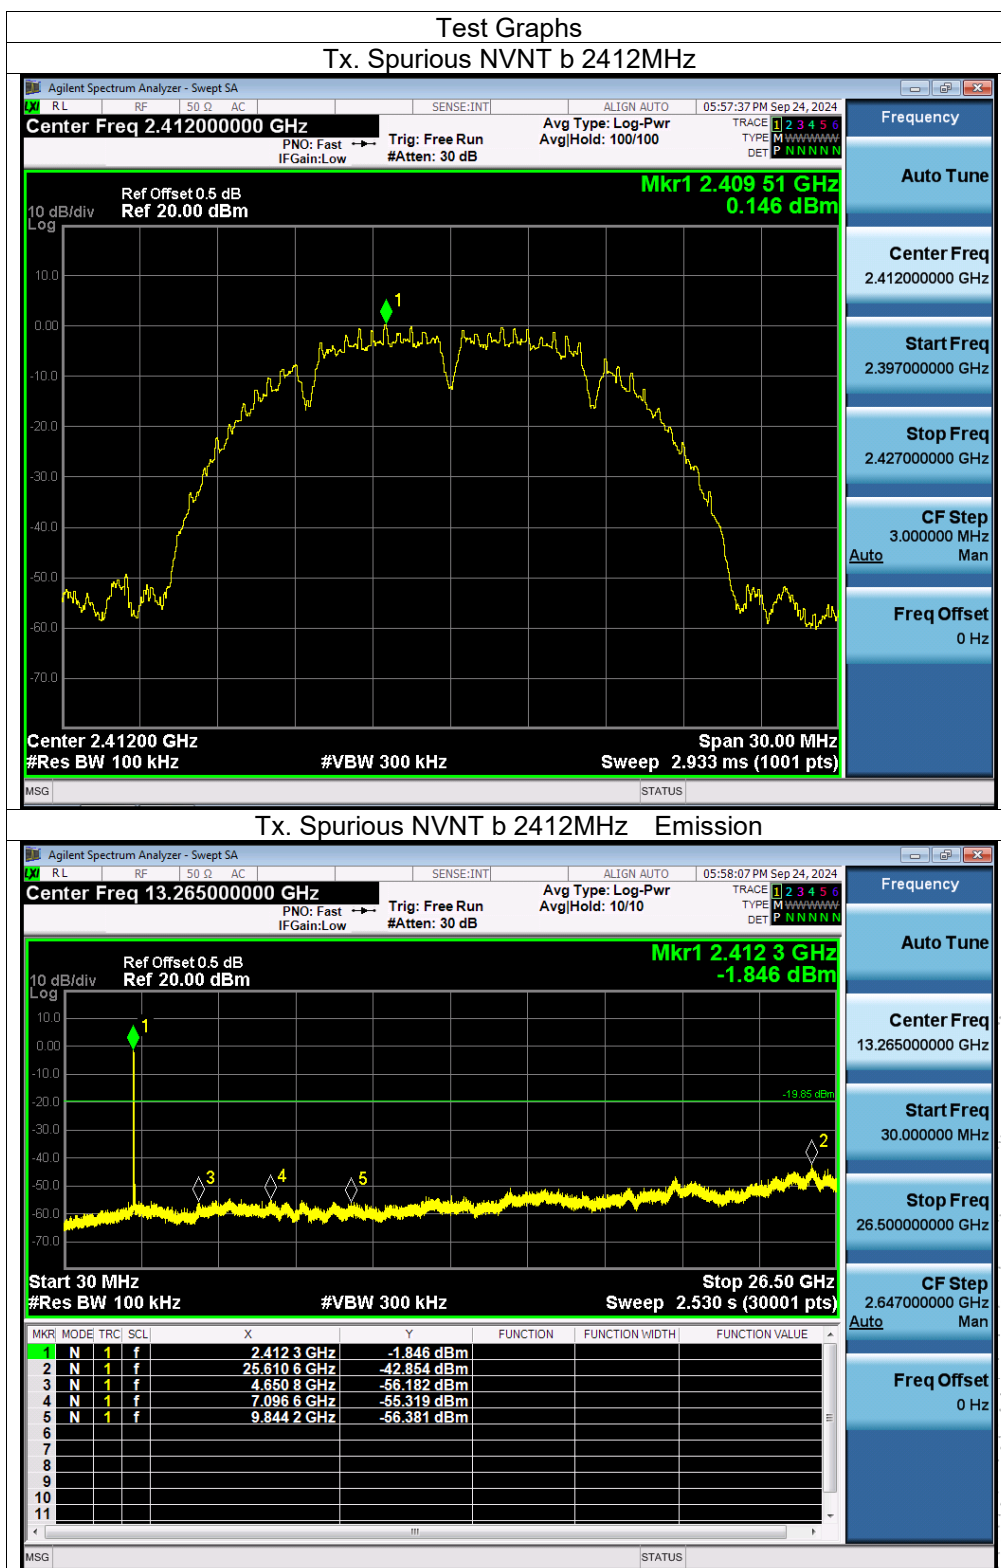 Test Graphs
Tx. Spurious NVNT b 2412MHz
Agilent Spectrum Analyzer - Swept SA
LXI RL RF 50 Ω AC SENSE:INT ALIGN AUTO 05:57:37 PM Sep 24, 2024
Center Freq 2.412000000 GHz
PNO: Fast
IFGain:Low
Trig: Free Run
#Atten: 30 dB
Avg Type: Log-Pwr
Avg|Hold: 100/100
TRACE 1 2 3 4 5 6
TYPE M WWWWW
DET P N N N N N
Frequency
Auto Tune
Center Freq
2.412000000 GHz
Start Freq
2.397000000 GHz
Stop Freq
2.427000000 GHz
CF Step
3.000000 MHz
Auto Man
Freq Offset
0 Hz
Mkr1 2.409 51 GHz
0.146 dBm
Ref Offset 0.5 dB
10 dB/div Ref 20.00 dBm
Log
10.0
0.00
-10.0
-20.0
-30.0
-40.0
-50.0
-60.0
-70.0
1
Center 2.41200 GHz Span 30.00 MHz
#Res BW 100 kHz #VBW 300 kHz Sweep 2.933 ms (1001 pts)
MSG STATUS
Tx. Spurious NVNT b 2412MHz Emission
Agilent Spectrum Analyzer - Swept SA
LXI RL RF 50 Ω AC SENSE:INT ALIGN AUTO 05:58:07 PM Sep 24, 2024
Center Freq 13.265000000 GHz
PNO: Fast
IFGain:Low
Trig: Free Run
#Atten: 30 dB
Avg Type: Log-Pwr
Avg|Hold: 10/10
TRACE 1 2 3 4 5 6
TYPE M WWWWW
DET P N N N N N
Frequency
Auto Tune
Center Freq
13.265000000 GHz
Start Freq
30.000000 MHz
Stop Freq
26.500000000 GHz
CF Step
2.647000000 GHz
Auto Man
Freq Offset
0 Hz
Mkr1 2.412 3 GHz
-1.846 dBm
Ref Offset 0.5 dB
10 dB/div Ref 20.00 dBm
Log
10.0
0.00
-10.0
-20.0
-30.0
-40.0
-50.0
-60.0
-70.0
-19.85 dBm
1
2
3
4
5
Start 30 MHz Stop 26.50 GHz
#Res BW 100 kHz #VBW 300 kHz Sweep 2.530 s (30001 pts)
MKR MODE TRC SCL X Y FUNCTION FUNCTION WIDTH FUNCTION VALUE
1 N 1 f 2.412 3 GHz -1.846 dBm
2 N 1 f 25.610 6 GHz -42.854 dBm
3 N 1 f 4.650 8 GHz -56.182 dBm
4 N 1 f 7.096 6 GHz -55.319 dBm
5 N 1 f 9.844 2 GHz -56.381 dBm
6
7
8
9
10
11
MSG STATUS